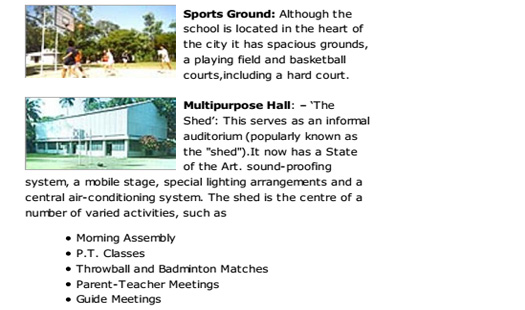 Sports Ground: Although the
school is located in the heart of
the city it has spacious grounds,
a playing field and basketball
courts,including a hard court.
Multipurpose Hall: – ‘The
Shed’: This serves as an informal
auditorium (popularly known as
the "shed").It now has a State
of the Art. sound-proofing
system, a mobile stage, special lighting arrangements and a
central air-conditioning system. The shed is the centre of a
number of varied activities, such as
• Morning Assembly
• P.T. Classes
• Throwball and Badminton Matches
• Parent-Teacher Meetings
• Guide Meetings